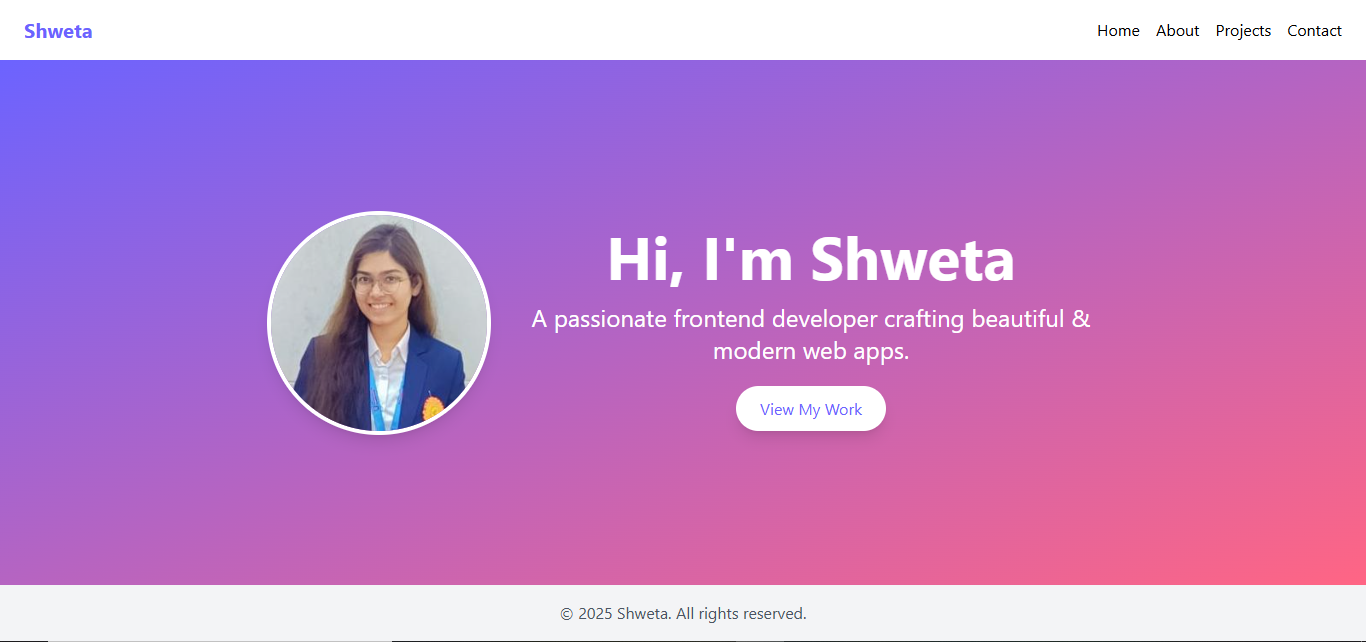 Shweta
Home About Projects Contact
Hi, I'm Shweta
A passionate frontend developer crafting beautiful &
modern web apps.
View My Work
© 2025 Shweta. All rights reserved.